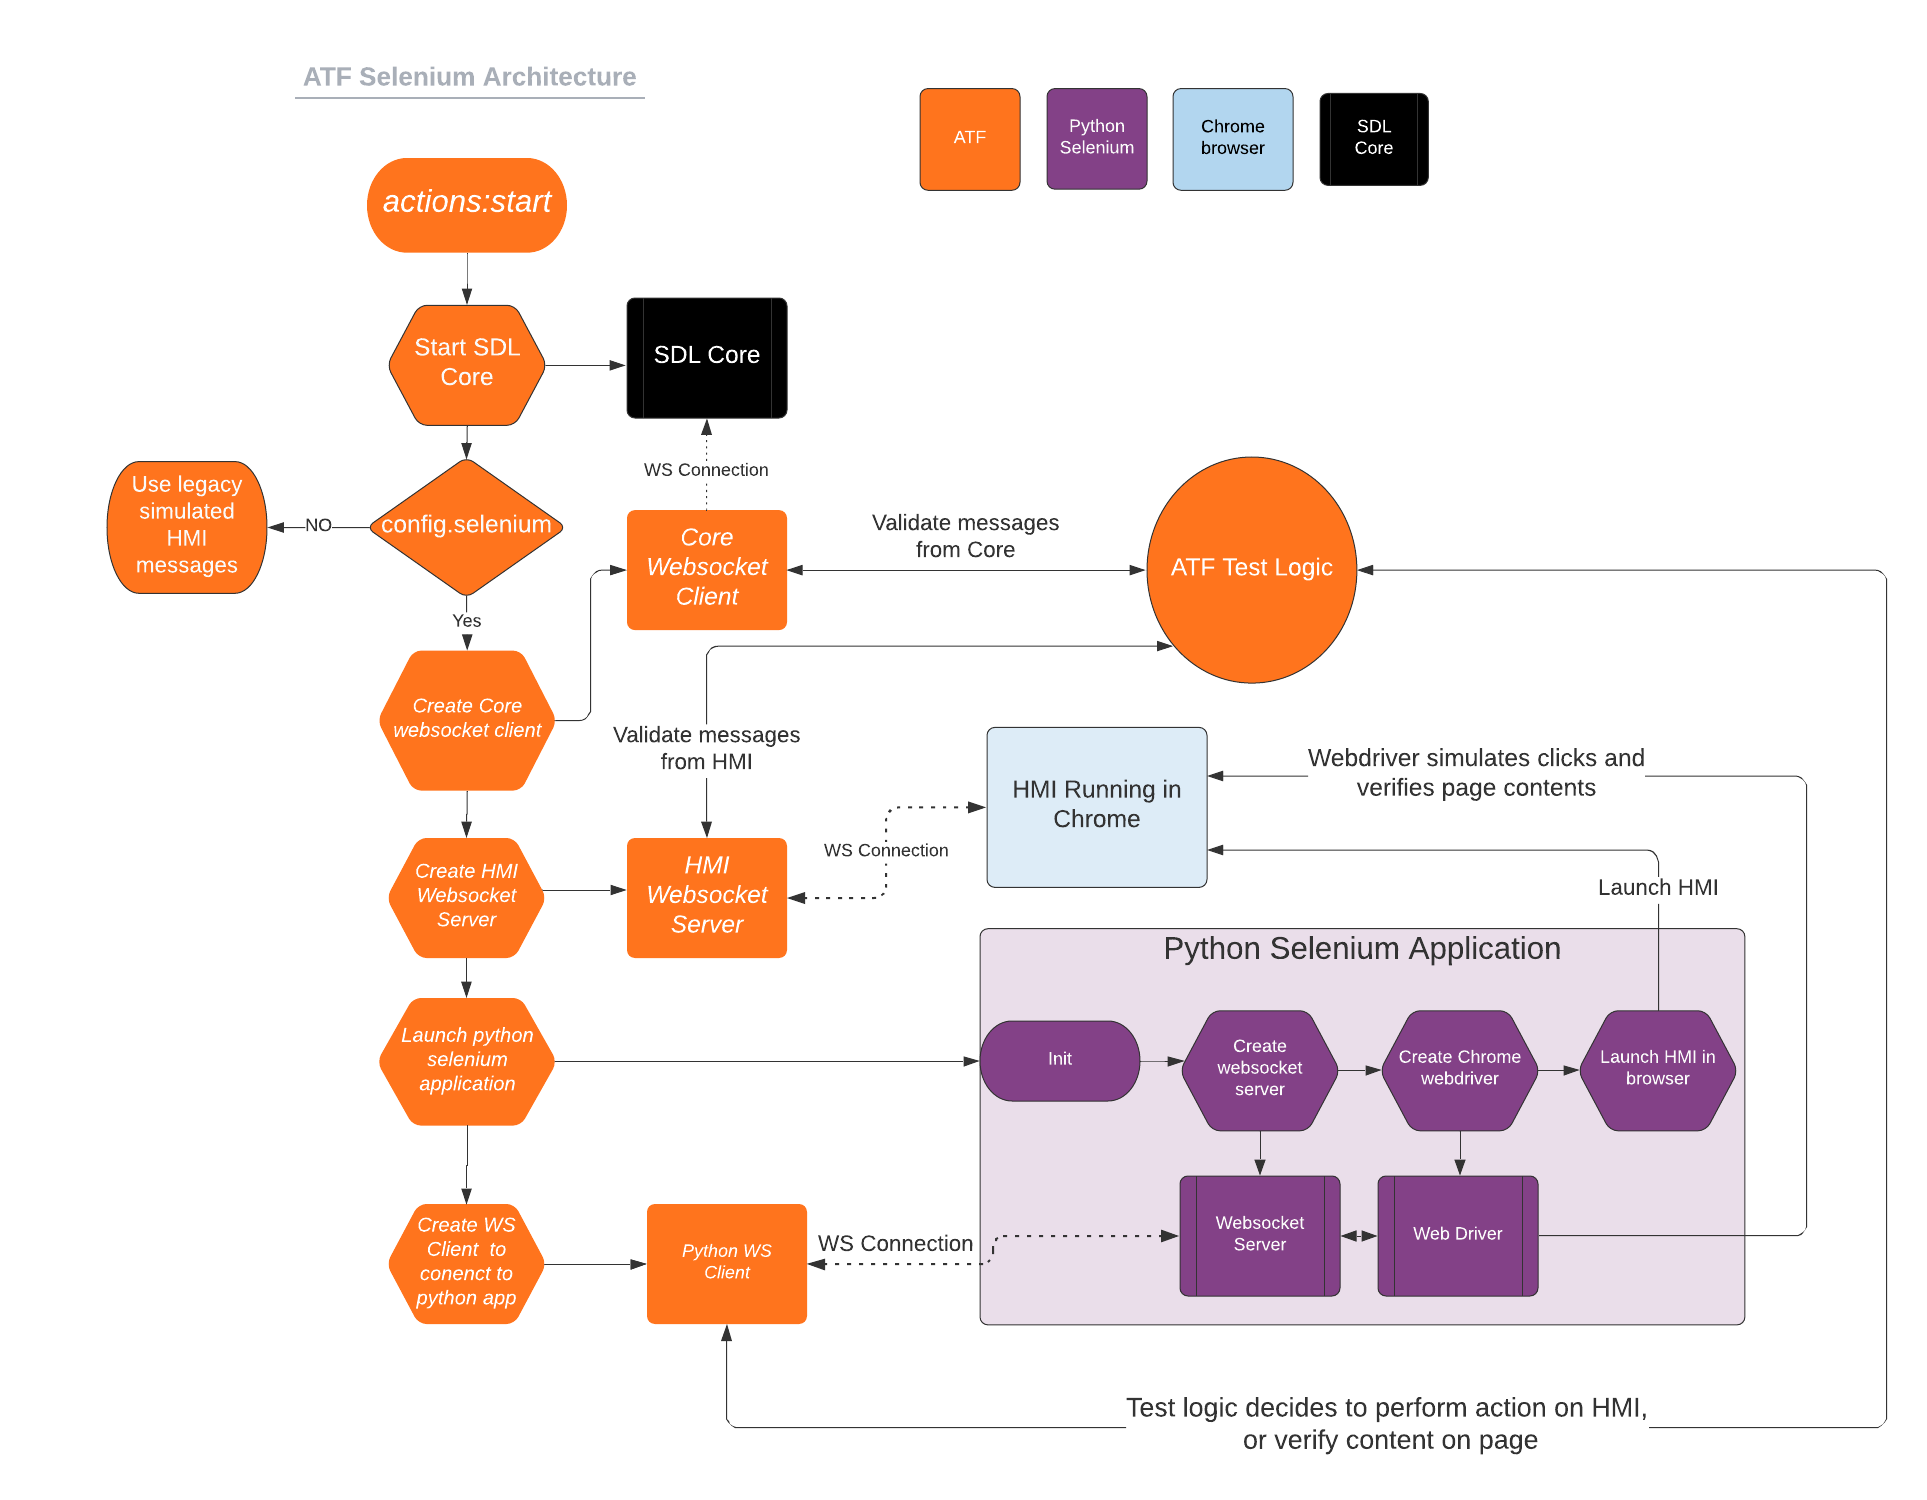 ATF Selenium Architecture
ATF
Python
Selenium
Chrome
browser
SDL
Core
actions:start
Start SDL
Core
SDL Core
WS Connection
Use legacy
simulated
HMI
messages
NO
config.selenium
Yes
Core
Websocket
Client
Validate messages
from Core
ATF Test Logic
Create Core
websocket client
Validate messages
from HMI
HMI Running in
Chrome
Webdriver simulates clicks and
verifies page contents
WS Connection
Create HMI
Websocket
Server
HMI
Websocket
Server
Launch HMI
Python Selenium Application
Launch python
selenium
application
Init
Create
websocket
server
Create Chrome
webdriver
Launch HMI in
browser
Create WS
Client  to
conenct to
python app
Python WS
Client
WS Connection
Websocket
Server
Web Driver
Test logic decides to perform action on HMI,
or verify content on page